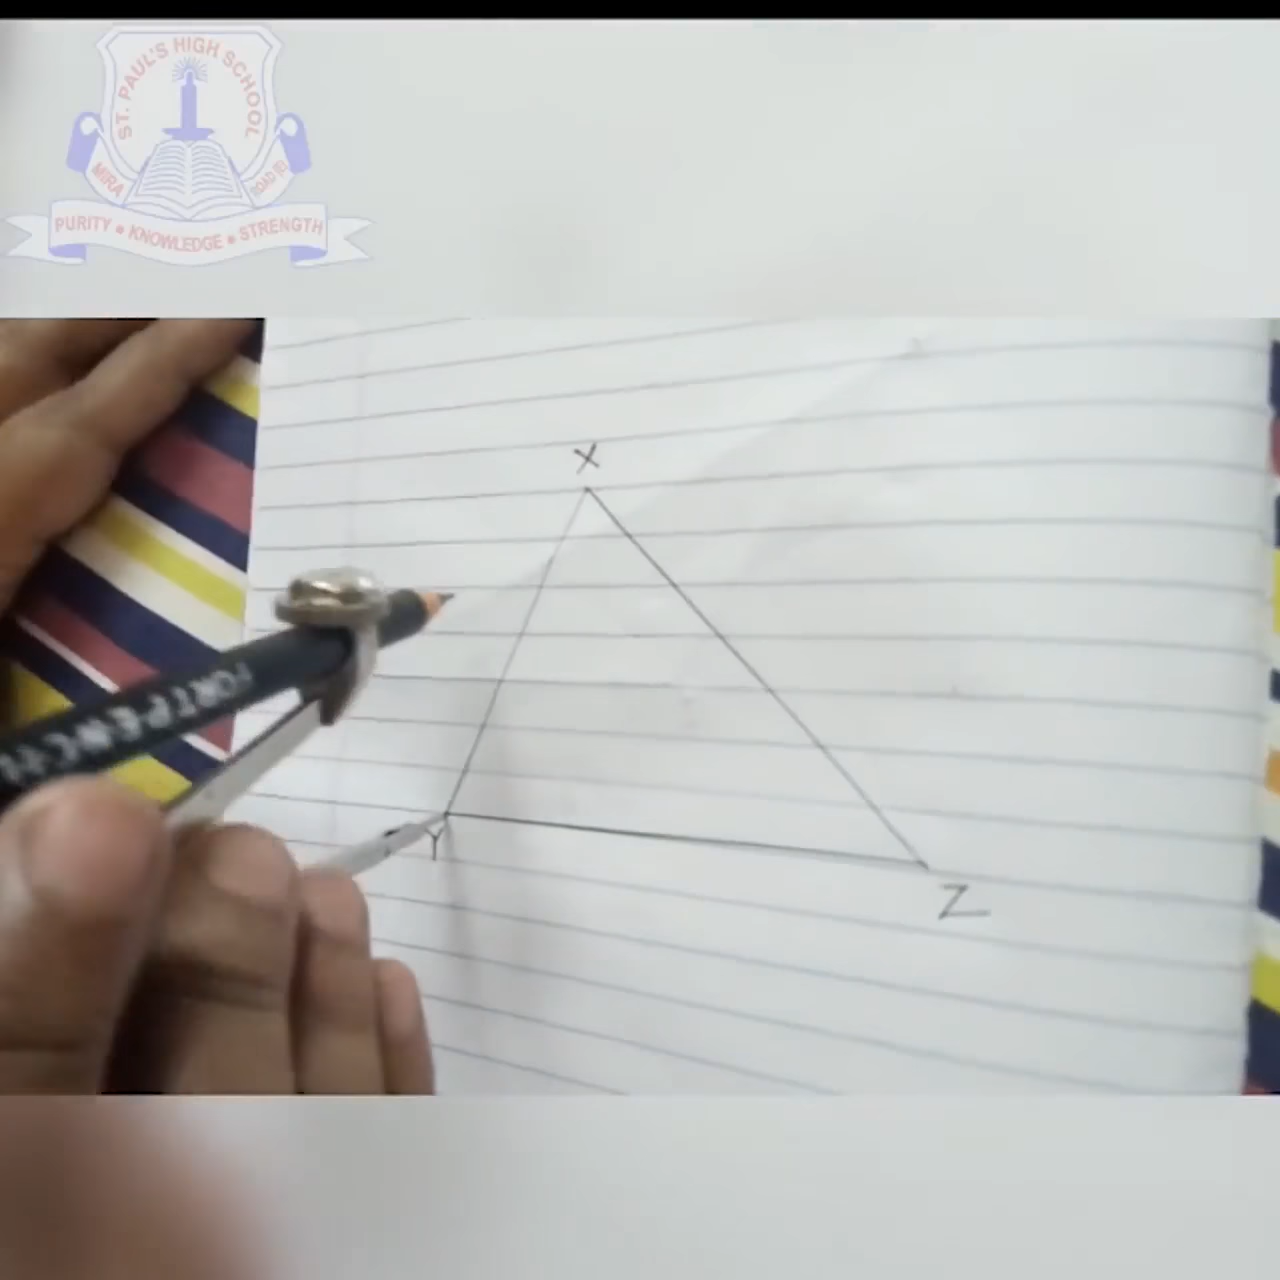 ST. PAUL'S HIGH SCHOOL
MIRA ROAD (E)
PURITY • KNOWLEDGE • STRENGTH
X
Y
Z